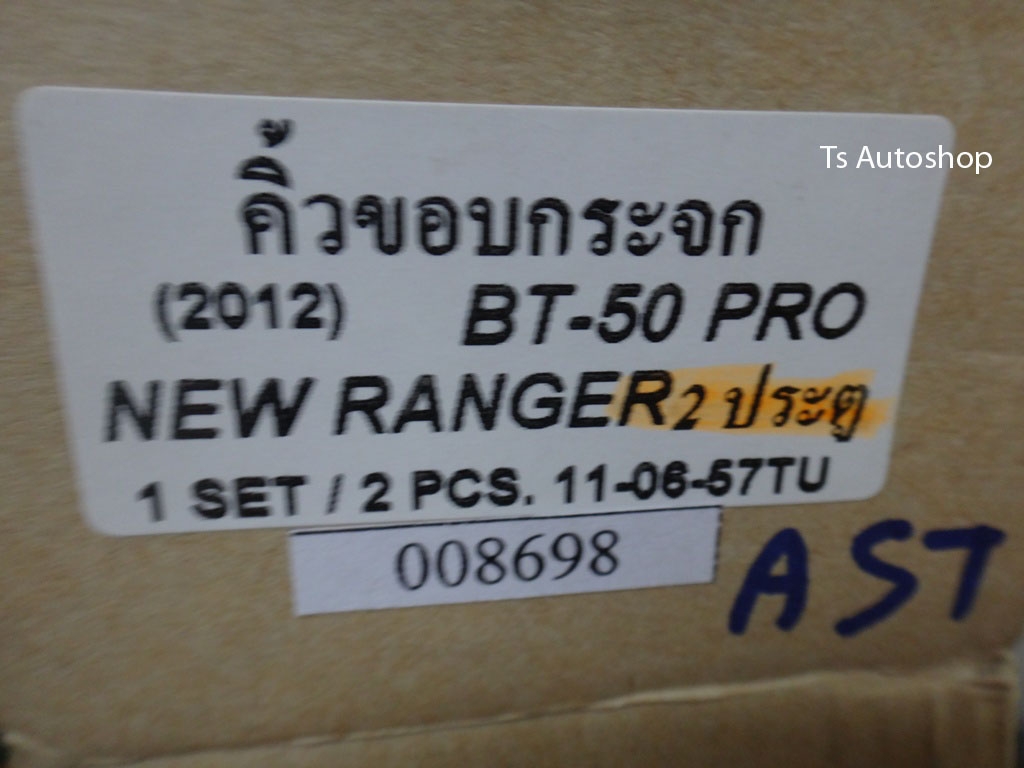 Ts Autoshop
คิ้วขอบกระจก
(2012) BT-50 PRO
NEW RANGER 2 ประตู
1 SET / 2 PCS. 11-06-57TU
008698
AST